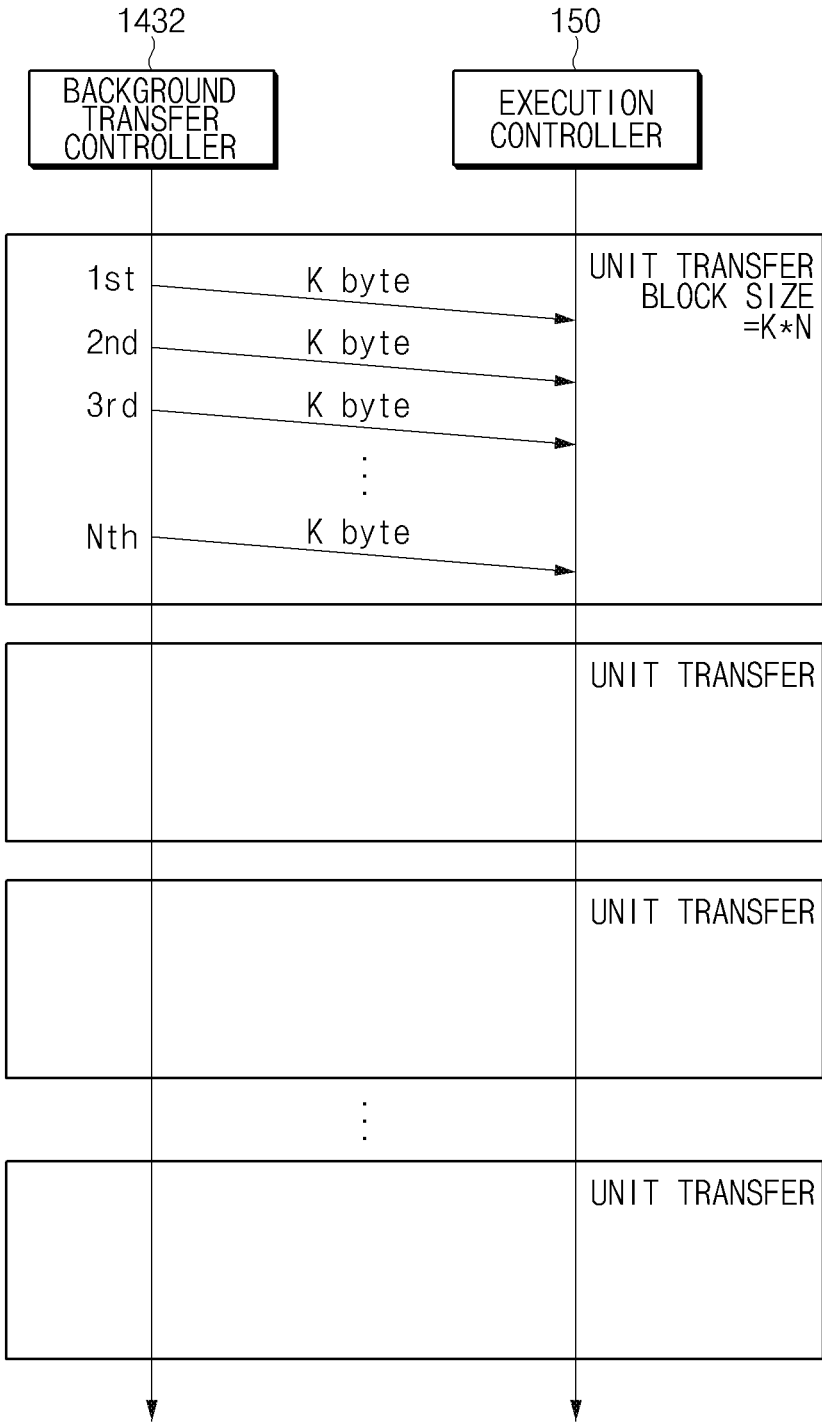 1432
150
BACKGROUND
TRANSFER
CONTROLLER
EXECUTION
CONTROLLER
UNIT TRANSFER
BLOCK SIZE
=K*N
1st
K byte
2nd
K byte
3rd
K byte
Nth
K byte
UNIT TRANSFER
UNIT TRANSFER
UNIT TRANSFER